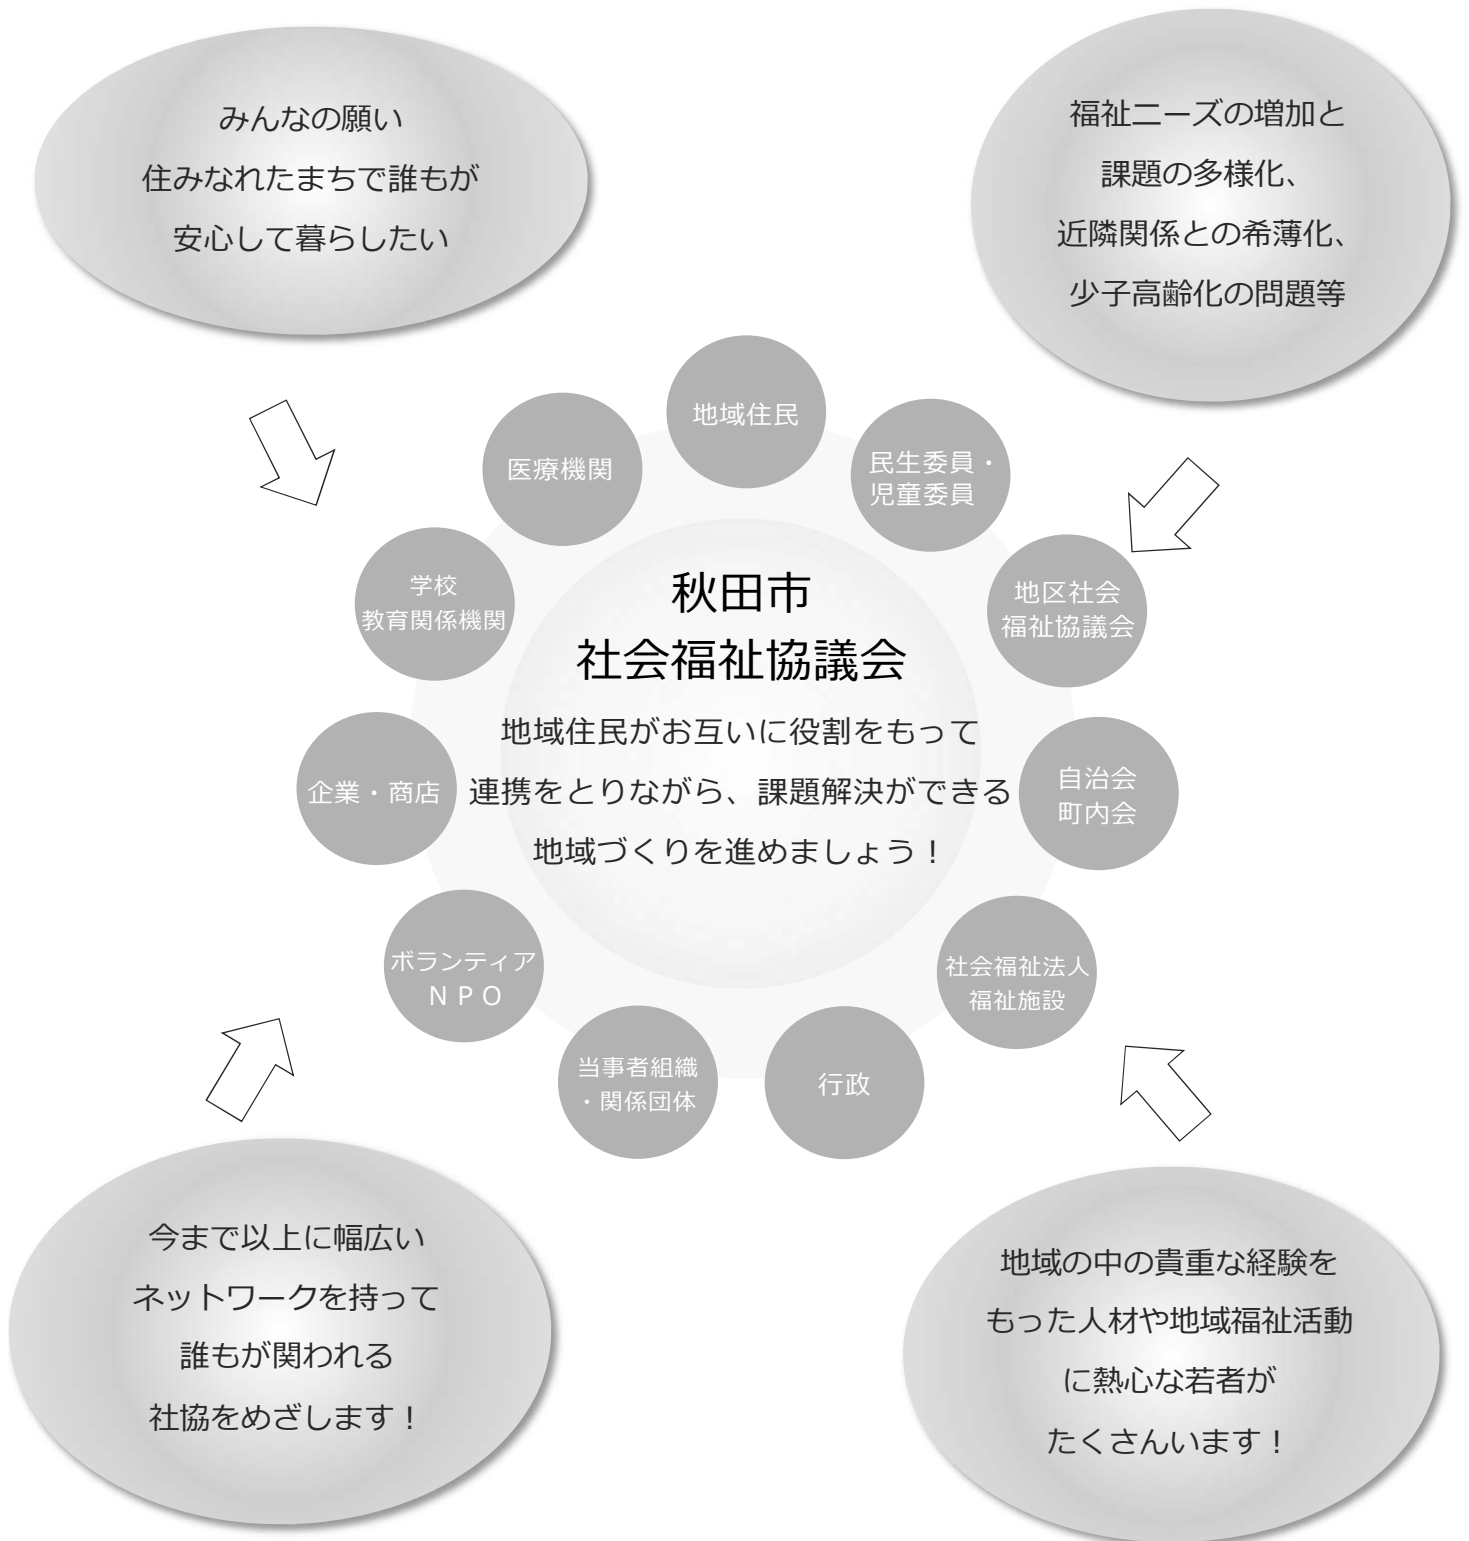 みんなの願い
住みなれたまちで誰もが
安心して暮らしたい
福祉ニーズの増加と
課題の多様化、
近隣関係との希薄化、
少子高齢化の問題等
地域住民
医療機関
民生委員・
児童委員
学校
教育関係機関
地区社会
福祉協議会
秋田市
社会福祉協議会
地域住民がお互いに役割をもって
連携をとりながら、課題解決ができる
地域づくりを進めましょう！
企業・商店
自治会
町内会
ボランティア
ＮＰＯ
社会福祉法人
福祉施設
当事者組織
・関係団体
行政
今まで以上に幅広い
ネットワークを持って
誰もが関われる
社協をめざします！
地域の中の貴重な経験を
もった人材や地域福祉活動
に熱心な若者が
たくさんいます！